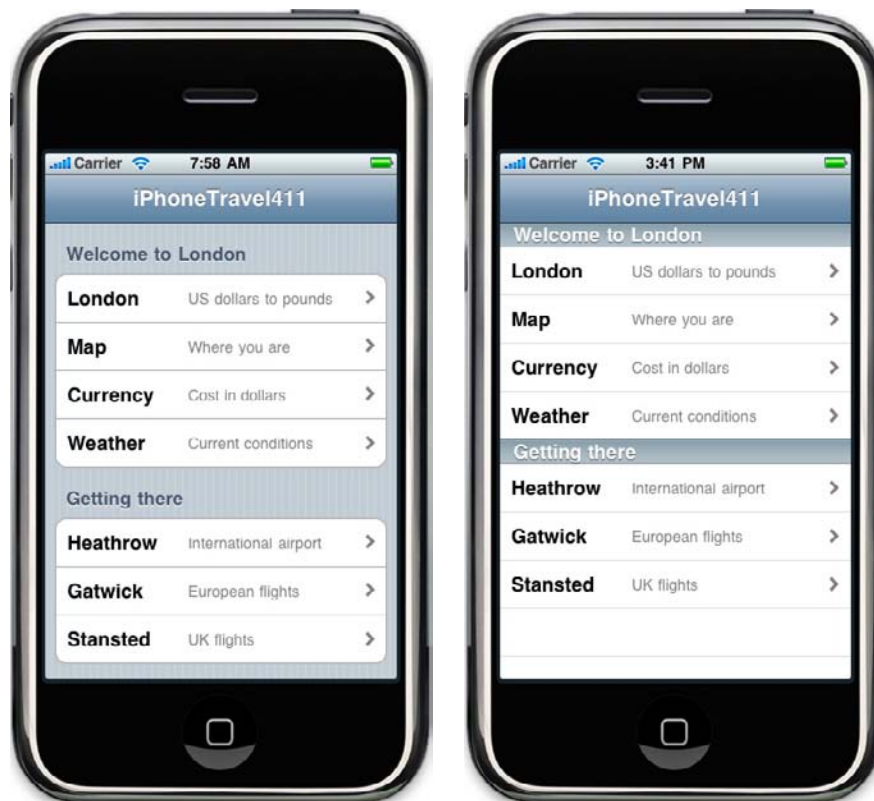 Carrier 7:58 AM
iPhoneTravel411
Welcome to London
London US dollars to pounds
Map Where you are
Currency Cost in dollars
Weather Current conditions
Getting there
Heathrow International airport
Gatwick European flights
Stansted UK flights
Carrier 3:41 PM
iPhoneTravel411
Welcome to London
London US dollars to pounds
Map Where you are
Currency Cost in dollars
Weather Current conditions
Getting there
Heathrow International airport
Gatwick European flights
Stansted UK flights